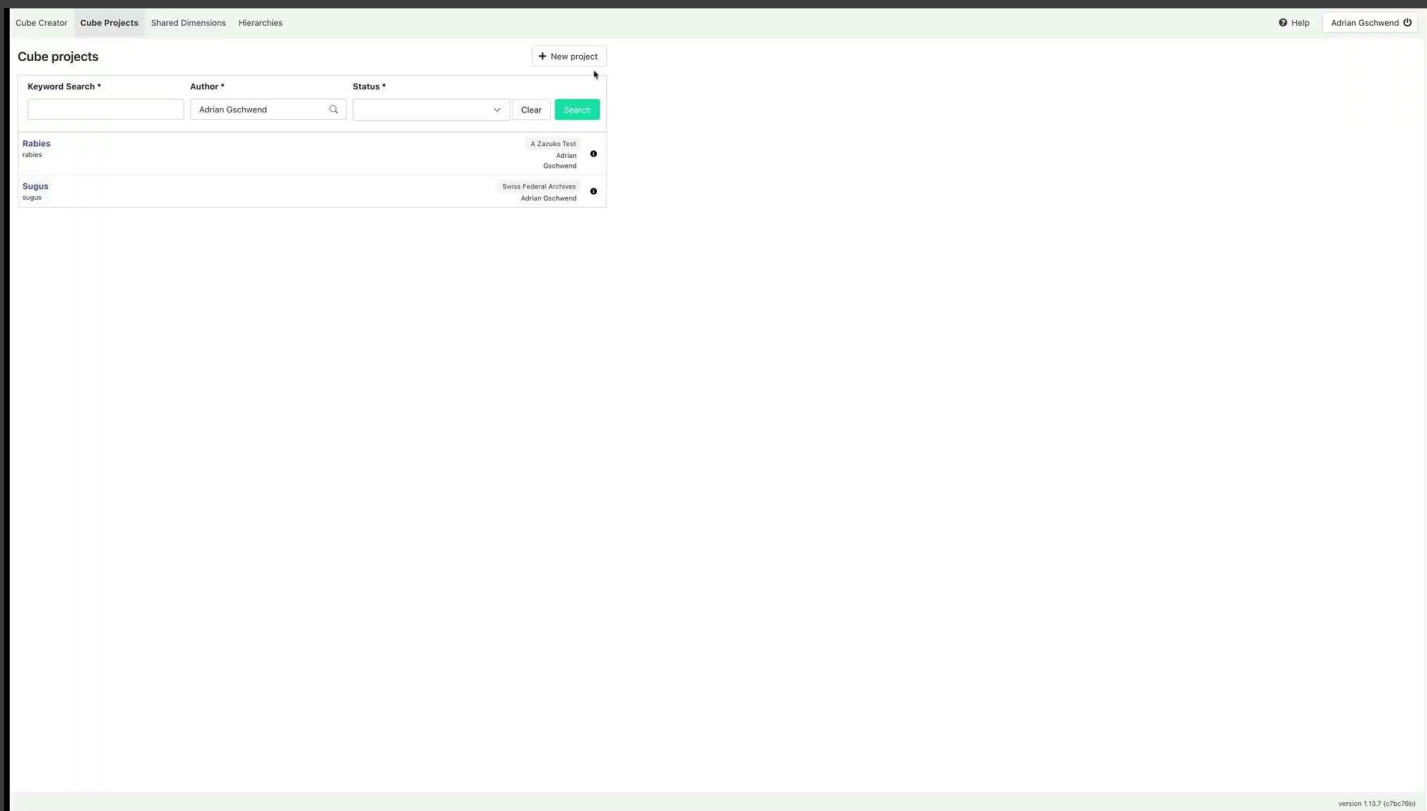 Cube Creator Cube Projects Shared Dimensions Hierarchies Help Adrian Gschwend
Cube projects + New project
Keyword Search * Author * Status *
Adrian Gschwend Clear Search
Rabies A Zazuko Test
rabies Adrian
Gschwend
Sugus Swiss Federal Archives
sugus Adrian Gschwend
version 1.13.7 (c7bc76b)